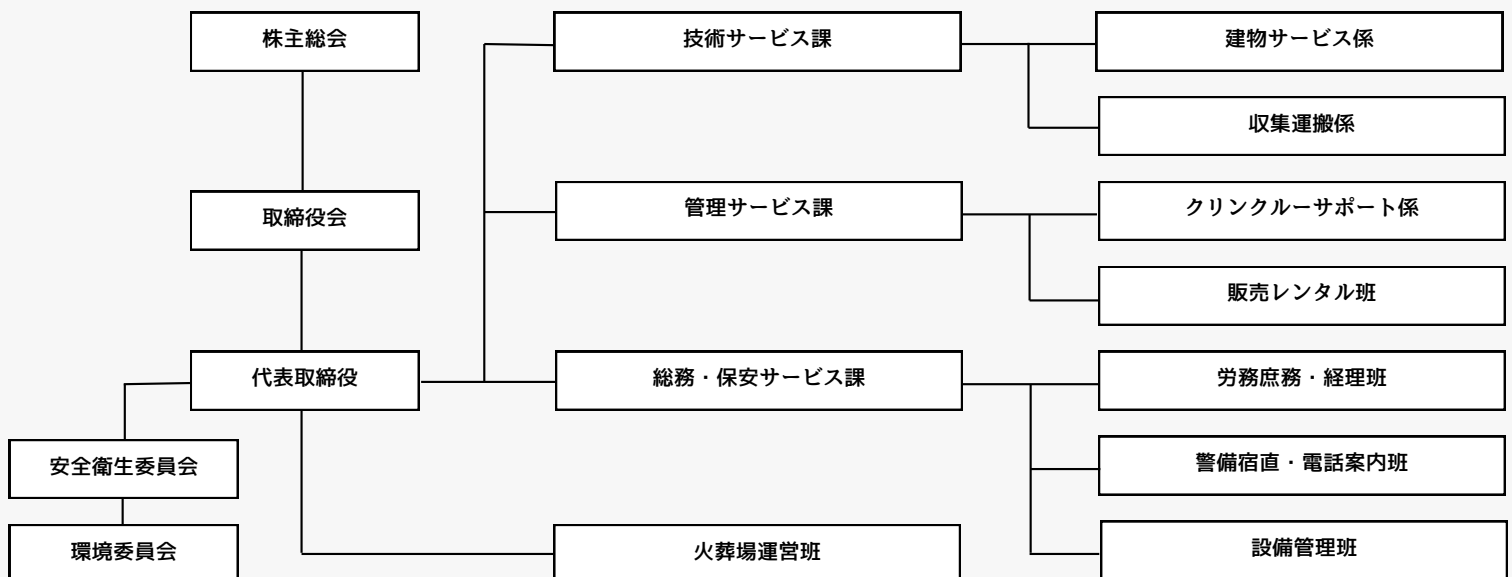 株主総会
技術サービス課
建物サービス係
収集運搬係
取締役会
管理サービス課
クリンクルーサポート係
販売レンタル班
代表取締役
総務・保安サービス課
労務庶務・経理班
安全衛生委員会
警備宿直・電話案内班
環境委員会
火葬場運営班
設備管理班